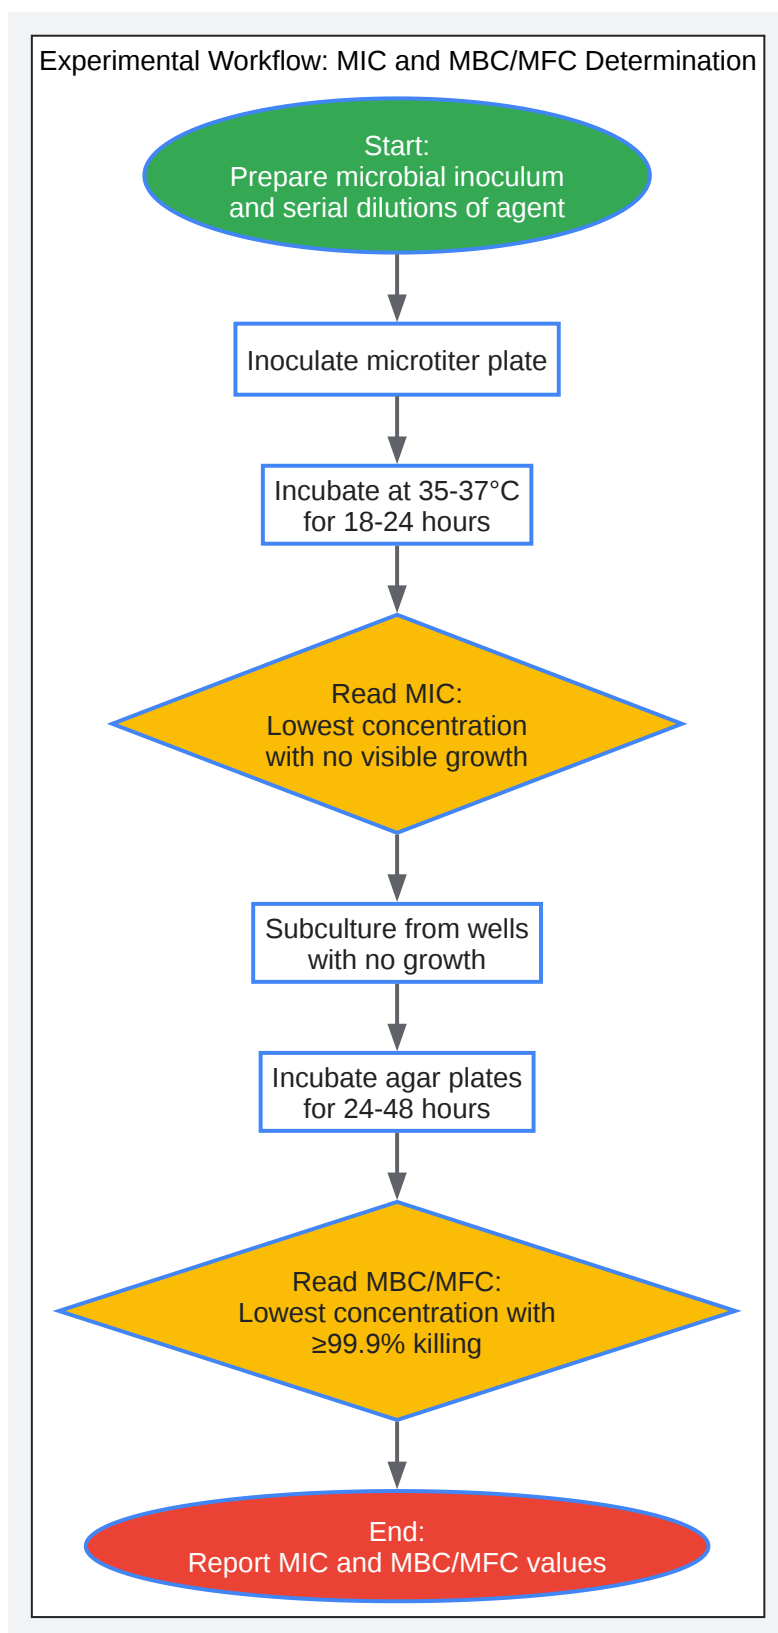 Experimental Workflow: MIC and MBC/MFC Determination
Start:
Prepare microbial inoculum
and serial dilutions of agent
Inoculate microtiter plate
Incubate at 35-37°C
for 18-24 hours
Read MIC:
Lowest concentration
with no visible growth
Subculture from wells
with no growth
Incubate agar plates
for 24-48 hours
Read MBC/MFC:
Lowest concentration with
≥99.9% killing
End:
Report MIC and MBC/MFC values